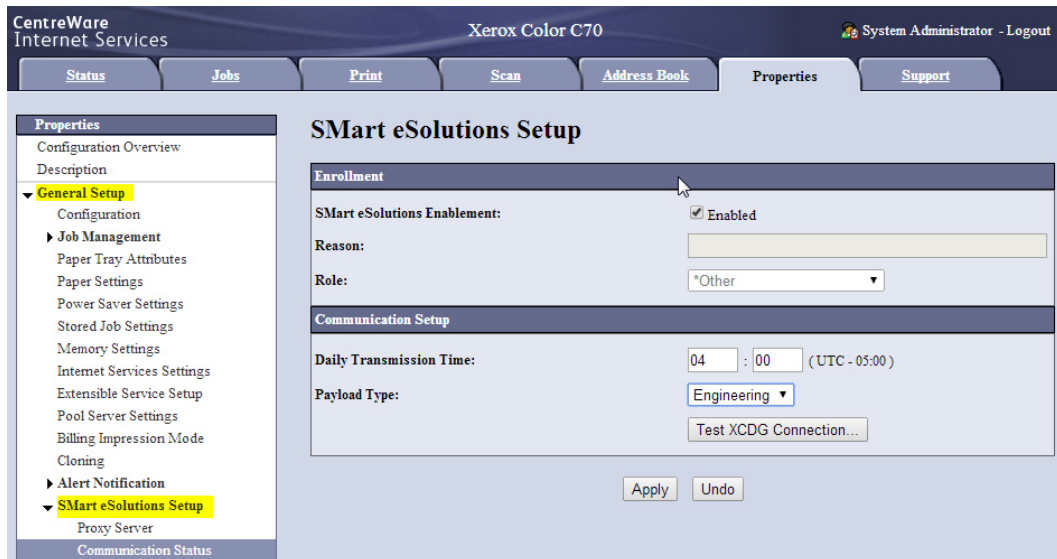 CentreWare
Internet Services
Xerox Color C70
System Administrator - Logout
Status
Jobs
Print
Scan
Address Book
Properties
Support
Properties
Configuration Overview
Description
General Setup
Configuration
Job Management
Paper Tray Attributes
Paper Settings
Power Saver Settings
Stored Job Settings
Memory Settings
Internet Services Settings
Extensible Service Setup
Pool Server Settings
Billing Impression Mode
Cloning
Alert Notification
SMart eSolutions Setup
Proxy Server
Communication Status
SMart eSolutions Setup
Enrollment
SMart eSolutions Enablement: Enabled
Reason:
Role: *Other
Communication Setup
Daily Transmission Time: 04 : 00 ( UTC - 05:00 )
Payload Type: Engineering
Test XCDG Connection...
Apply Undo